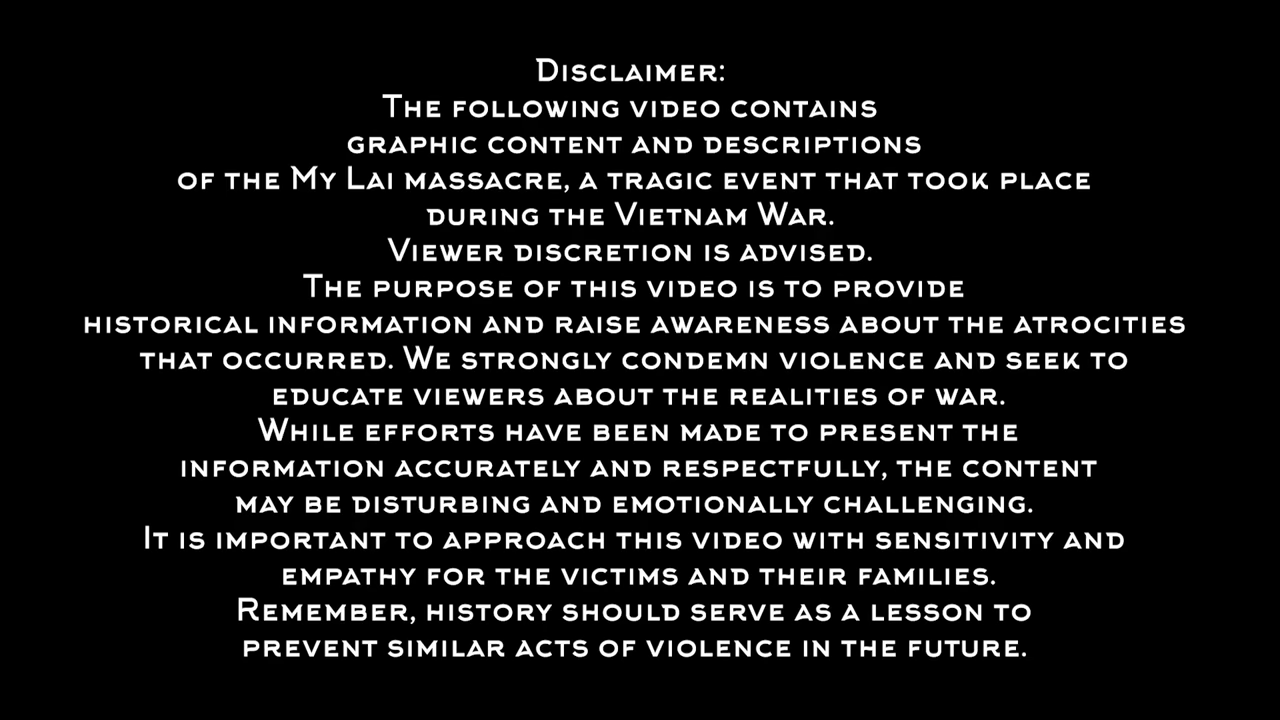 Disclaimer:
The following video contains
graphic content and descriptions
of the My Lai massacre, a tragic event that took place
during the Vietnam War.
Viewer discretion is advised.
The purpose of this video is to provide
historical information and raise awareness about the atrocities
that occurred. We strongly condemn violence and seek to
educate viewers about the realities of war.
While efforts have been made to present the
information accurately and respectfully, the content
may be disturbing and emotionally challenging.
It is important to approach this video with sensitivity and
empathy for the victims and their families.
Remember, history should serve as a lesson to
prevent similar acts of violence in the future.